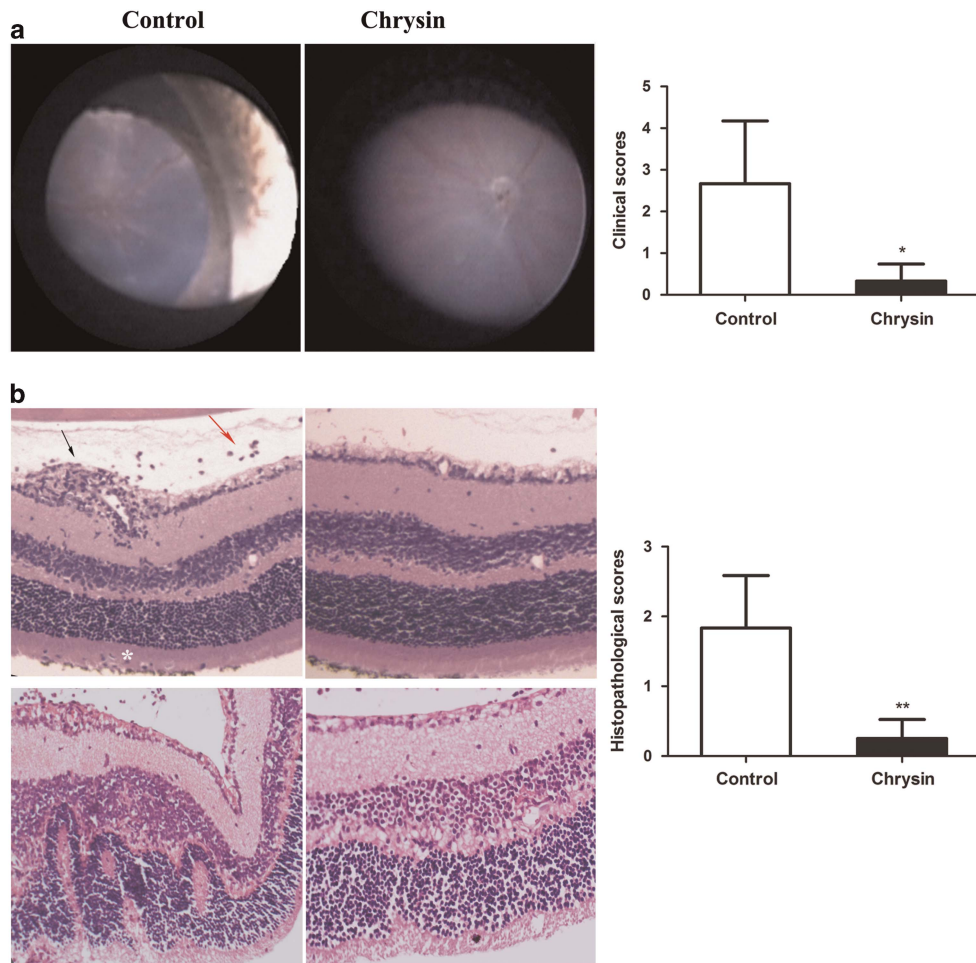 a
Control
Chrysin
Clinical scores
5
4
3
2
1
0
*
Control
Chrysin
b
*
Histopathological scores
3
2
1
0
**
Control
Chrysin